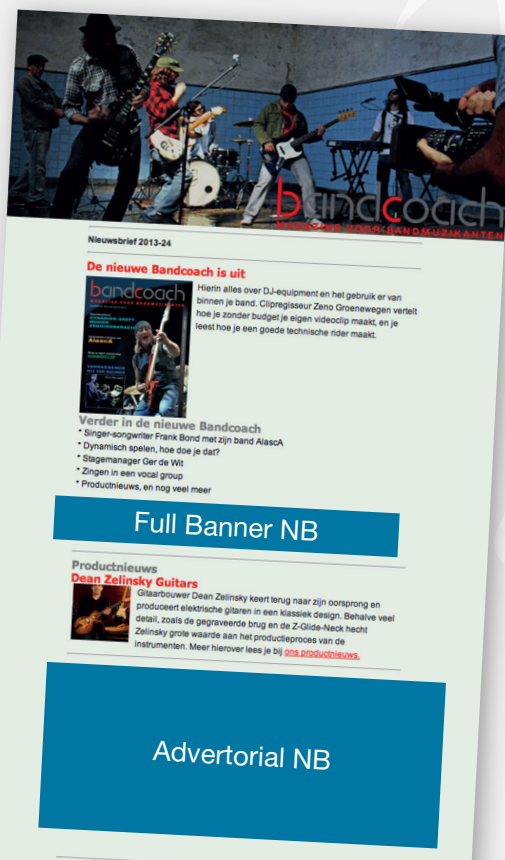 bandcoach
MAGAZINE VOOR BANDMUZIKANTEN
Nieuwsbrief 2013-24
De nieuwe Bandcoach is uit
Hierin alles over DJ-equipment en het gebruik er van
binnen je band. Clipregisseur Zeno Groenewegen vertelt
hoe je zonder budget je eigen videoclip maakt, en je
leest hoe je een goede technische rider maakt.
bandcoach
MAGAZINE VOOR BANDMUZIKANTEN
AlascA
Verder in de nieuwe Bandcoach
* Singer-songwriter Frank Bond met zijn band AlascA
* Dynamisch spelen, hoe doe je dat?
* Stagemanager Ger de Wit
* Zingen in een vocal group
* Productnieuws, en nog veel meer
Full Banner NB
Productnieuws
Dean Zelinsky Guitars
Gitaarbouwer Dean Zelinsky keert terug naar zijn oorsprong en
produceert elektrische gitaren in een klassiek design. Behalve veel
detail, zoals de gegraveerde brug en de Z-Glide-Neck hecht
Zelinsky grote waarde aan het productieproces van de
instrumenten. Meer hierover lees je bij ons productnieuws.
Advertorial NB